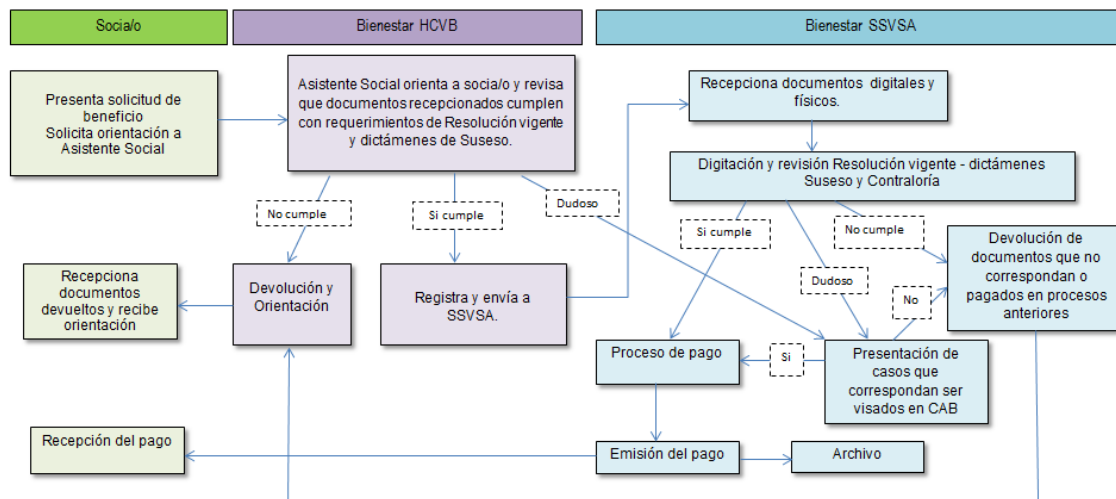 Socia/o
Bienestar HCVB
Bienestar SSVSA
Presenta solicitud de
beneficio
Solicita orientación a
Asistente Social
Asistente Social orienta a socia/o y revisa
que documentos recepcionados cumplen
con requerimientos de Resolución vigente
y dictámenes de Suseso.
Recepciona documentos digitales y
físicos.
Digitación y revisión Resolución vigente - dictámenes
Suseso y Contraloría
No cumple
Si cumple
Dudoso
Si cumple
No cumple
Dudoso
Recepciona
documentos
devueltos y recibe
orientación
Devolución y
Orientación
Registra y envía a
SSVSA.
Devolución de
documentos que no
correspondan o
pagados en procesos
anteriores
No
Proceso de pago
Si
Presentación de
casos que
correspondan ser
visados en CAB
Recepción del pago
Emisión del pago
Archivo